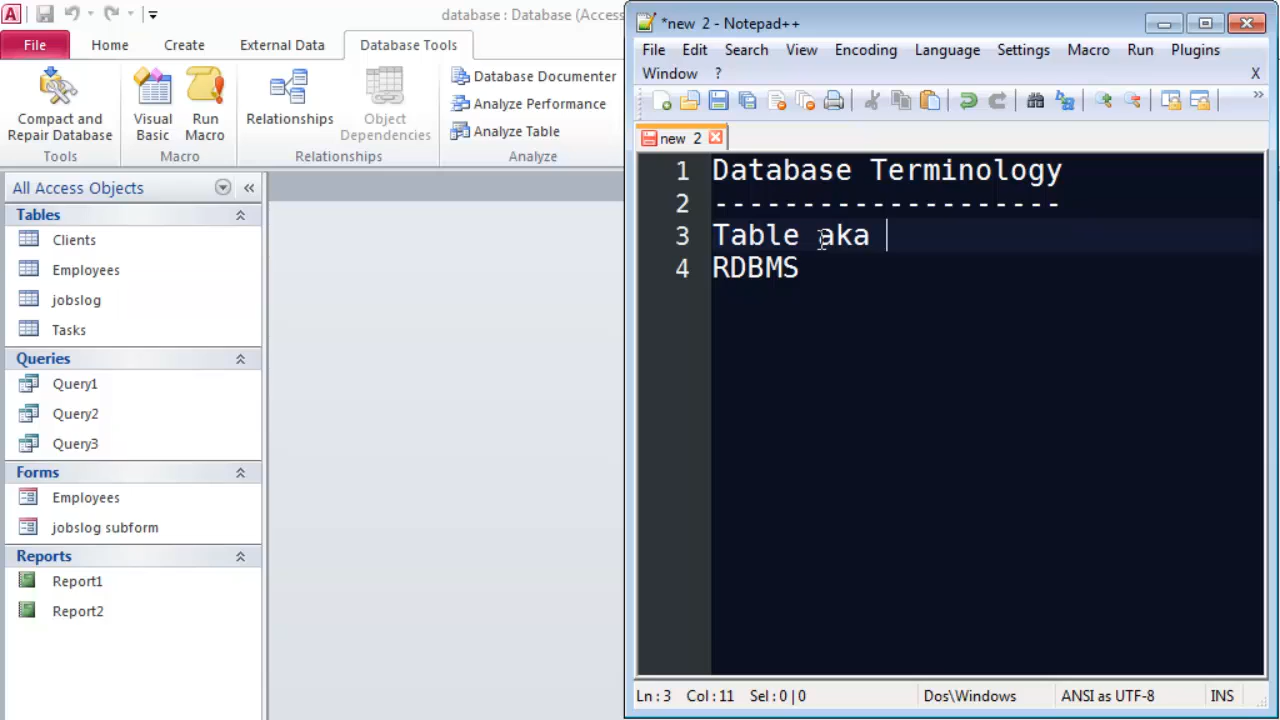 database : Database (Access
File Home Create External Data Database Tools
Compact and Repair Database
Visual Basic
Run Macro
Relationships
Object Dependencies
Database Documenter
Analyze Performance
Analyze Table
Tools Macro Relationships Analyze
All Access Objects
Tables
Clients
Employees
jobslog
Tasks
Queries
Query1
Query2
Query3
Forms
Employees
jobslog subform
Reports
Report1
Report2
*new 2 - Notepad++
File Edit Search View Encoding Language Settings Macro Run Plugins
Window ? X
new 2
1 Database Terminology
2 --------------------
3 Table aka
4 RDBMS
Ln : 3 Col : 11 Sel : 0 | 0 Dos\Windows ANSI as UTF-8 INS